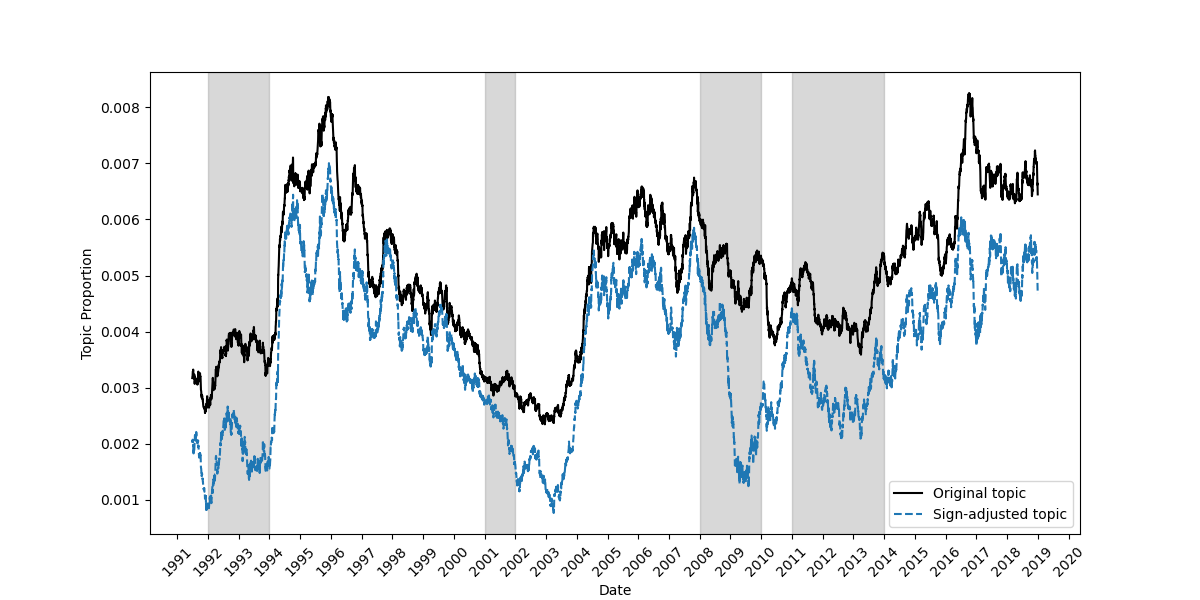 0.008
0.007
0.006
0.005
0.004
0.003
0.002
0.001
Topic Proportion
Original topic
Sign-adjusted topic
1991 1992 1993 1994 1995 1996 1997 1998 1999 2000 2001 2002 2003 2004 2005 2006 2007 2008 2009 2010 2011 2012 2013 2014 2015 2016 2017 2018 2019 2020
Date